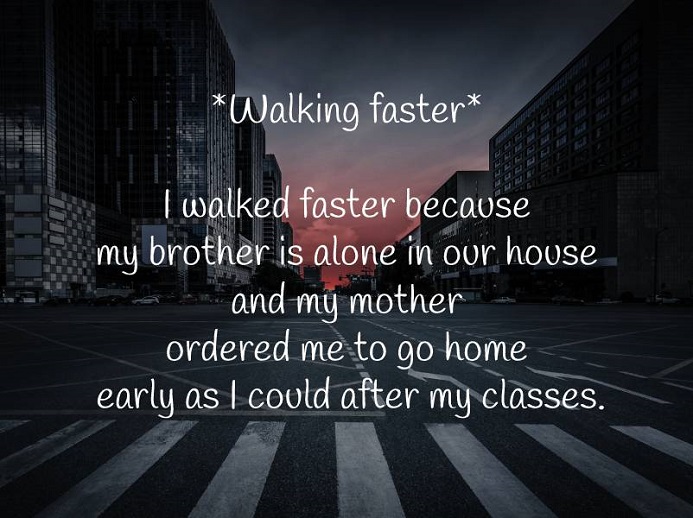 *Walking faster*
I walked faster because
my brother is alone in our house
and my mother
ordered me to go home
early as I could after my classes.